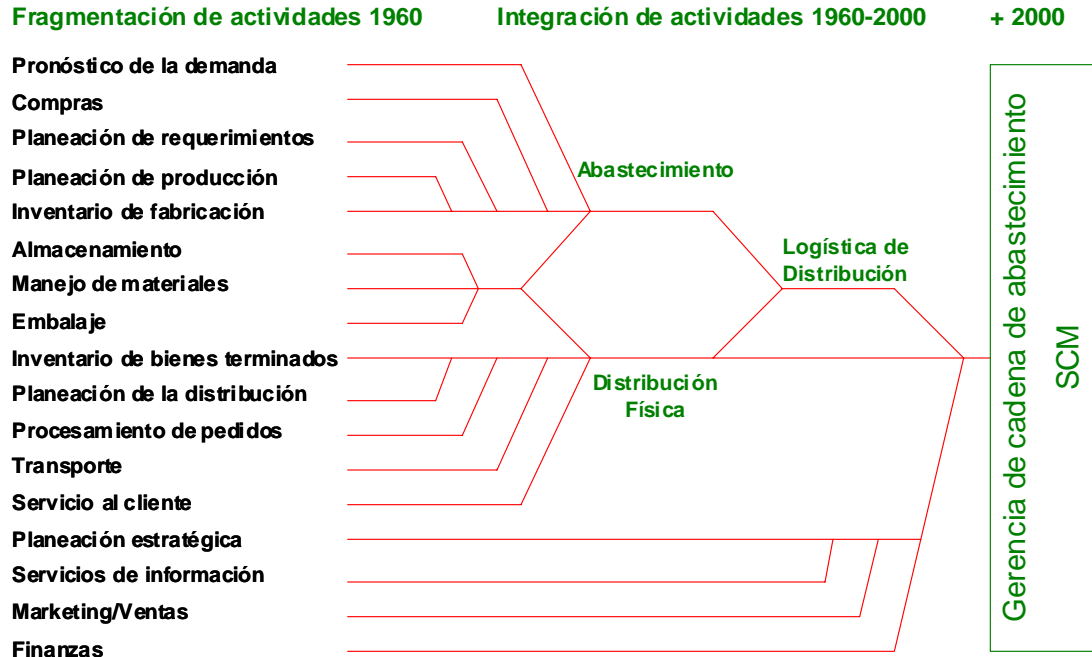 Fragmentación de actividades 1960 Integración de actividades 1960-2000 + 2000
Pronóstico de la demanda
Compras
Planeación de requerimientos
Planeación de producción
Inventario de fabricación
Almacenamiento
Manejo de materiales
Embalaje
Inventario de bienes terminados
Planeación de la distribución
Procesamiento de pedidos
Transporte
Servicio al cliente
Planeación estratégica
Servicios de información
Marketing/Ventas
Finanzas
Abastecimiento
Distribución
Física
Logística de
Distribución
Gerencia de cadena de abastecimiento
SCM